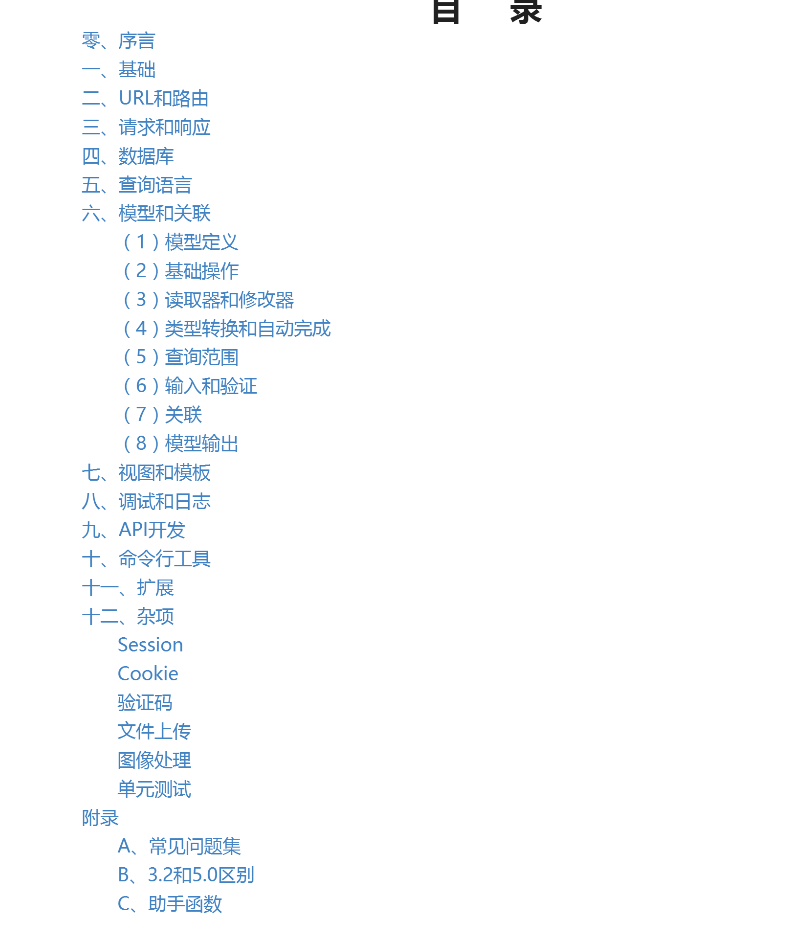 目 录
零、序言
一、基础
二、URL和路由
三、请求和响应
四、数据库
五、查询语言
六、模型和关联
（1）模型定义
（2）基础操作
（3）读取器和修改器
（4）类型转换和自动完成
（5）查询范围
（6）输入和验证
（7）关联
（8）模型输出
七、视图和模板
八、调试和日志
九、API开发
十、命令行工具
十一、扩展
十二、杂项
Session
Cookie
验证码
文件上传
图像处理
单元测试
附录
A、常见问题集
B、3.2和5.0区别
C、助手函数